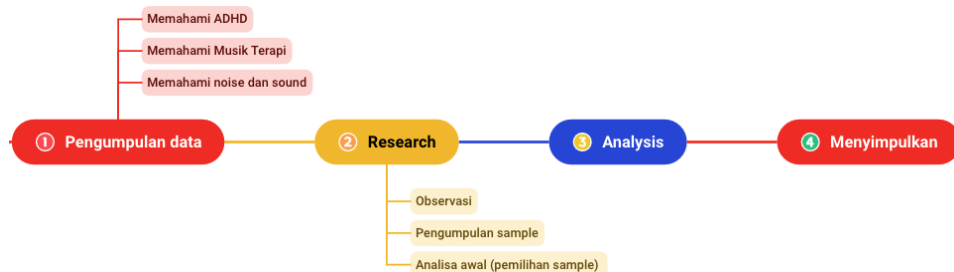 Memahami ADHD
Memahami Musik Terapi
Memahami noise dan sound
1 Pengumpulan data
2 Research
3 Analysis
4 Menyimpulkan
Observasi
Pengumpulan sample
Analisa awal (pemilihan sample)